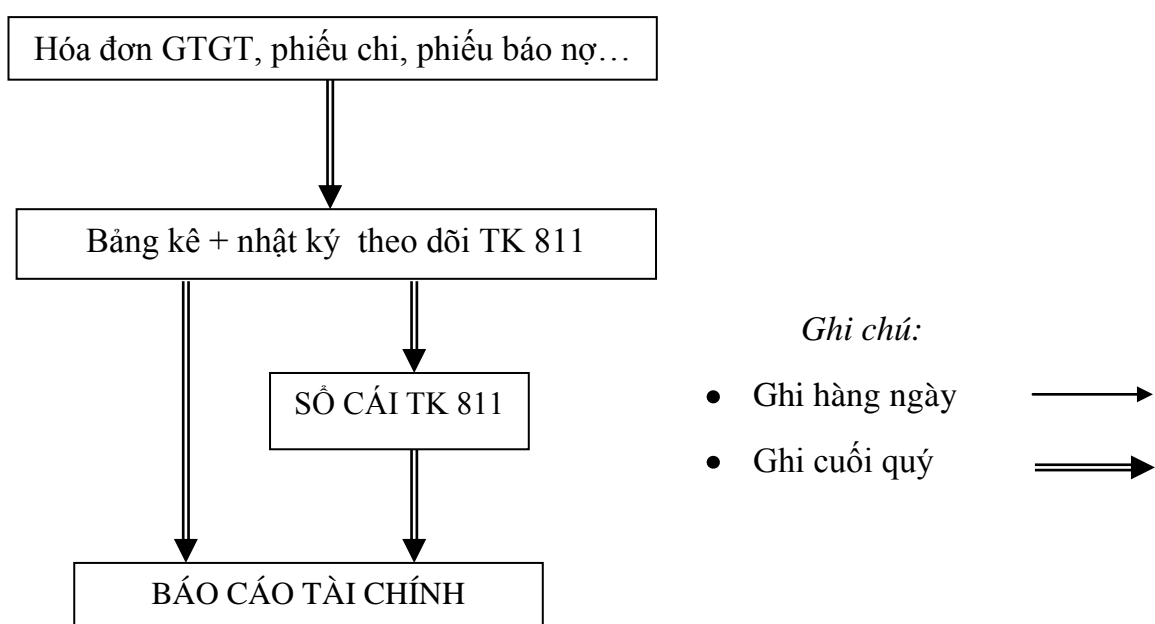 Hóa đơn GTGT, phiếu chi, phiếu báo nợ…
Bảng kê + nhật ký theo dõi TK 811
SỔ CÁI TK 811
BÁO CÁO TÀI CHÍNH
Ghi chú:
• Ghi hàng ngày
• Ghi cuối quý